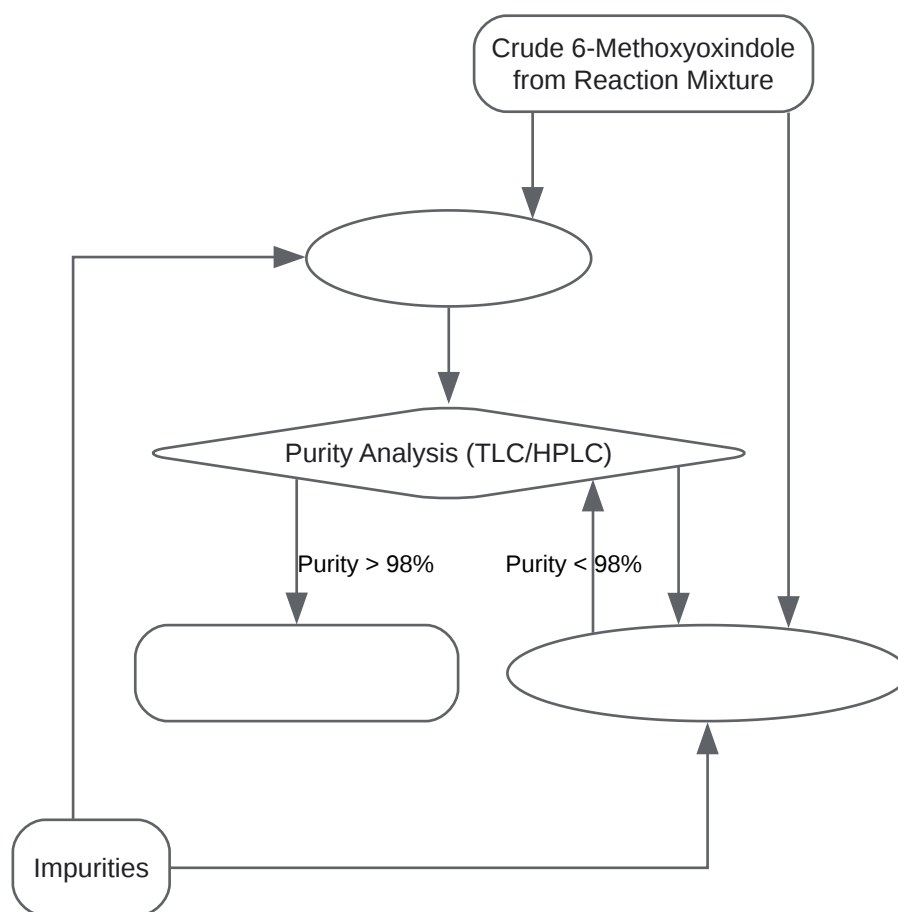 Crude 6-Methoxyoxindole
from Reaction Mixture
Purity Analysis (TLC/HPLC)
Purity > 98%
Purity < 98%
Impurities